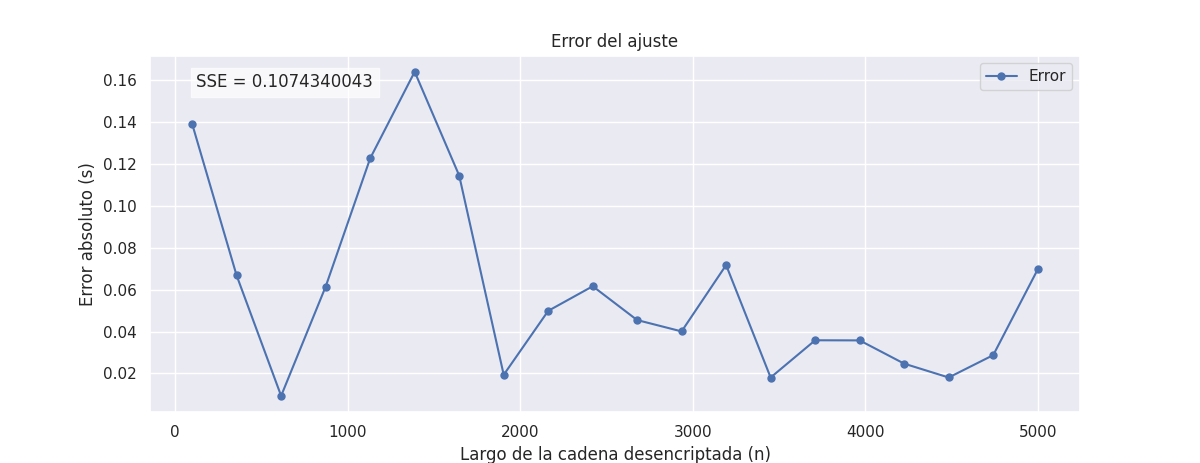 Error del ajuste
SSE = 0.1074340043
Error
Error absoluto (s)
0.16
0.14
0.12
0.10
0.08
0.06
0.04
0.02
0 1000 2000 3000 4000 5000
Largo de la cadena desencriptada (n)